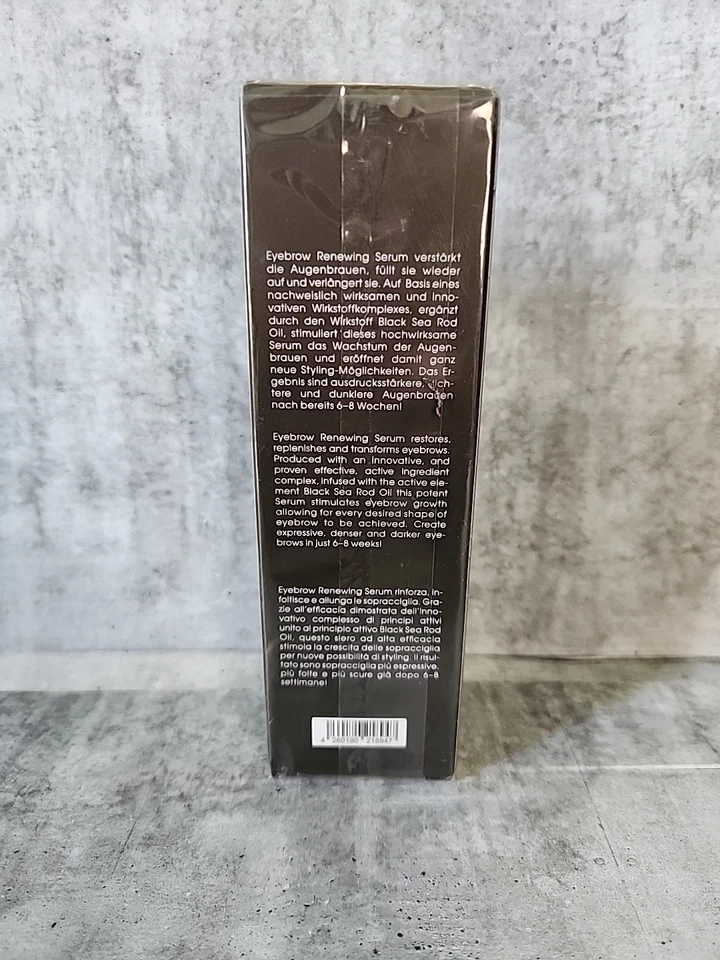 Eyebrow Renewing Serum verstärkt
die Augenbrauen, füllt sie wieder
auf und verlängert sie. Auf Basis eines
nachweislich wirksamen und inno-
vativen Wirkstoffkomplexes, ergänzt
durch den Wirkstoff Black Sea Rod
Oil, stimuliert dieses hochwirksame
Serum das Wachstum der Augen-
brauen und eröffnet damit ganz
neue Styling-Möglichkeiten. Das Er-
gebnis sind ausdrucksstärkere, dich-
tere und dunklere Augenbrauen
nach bereits 6-8 Wochen!
Eyebrow Renewing Serum restores,
replenishes and transforms eyebrows.
Produced with an innovative, and
proven effective, active ingredient
complex, infused with the active ele-
ment Black Sea Rod Oil this potent
Serum stimulates eyebrow growth
allowing for every desired shape of
eyebrow to be achieved. Create
expressive, denser and darker eye-
brows in just 6-8 weeks!
Eyebrow Renewing Serum rinforza, in-
foltisce e allunga le sopracciglia. Gra-
zie all'efficacia dimostrata dell'inno-
vativo complesso di principi attivi
unito al principio attivo Black Sea Rod
Oil, questo siero ad alta efficacia
stimola la crescita delle sopracciglia
per nuove possibilitá di styling. Il risul-
tato sono sopracciglia più espressive,
più folte e più scure già dopo 6-8
settimane!
4 260180 218947